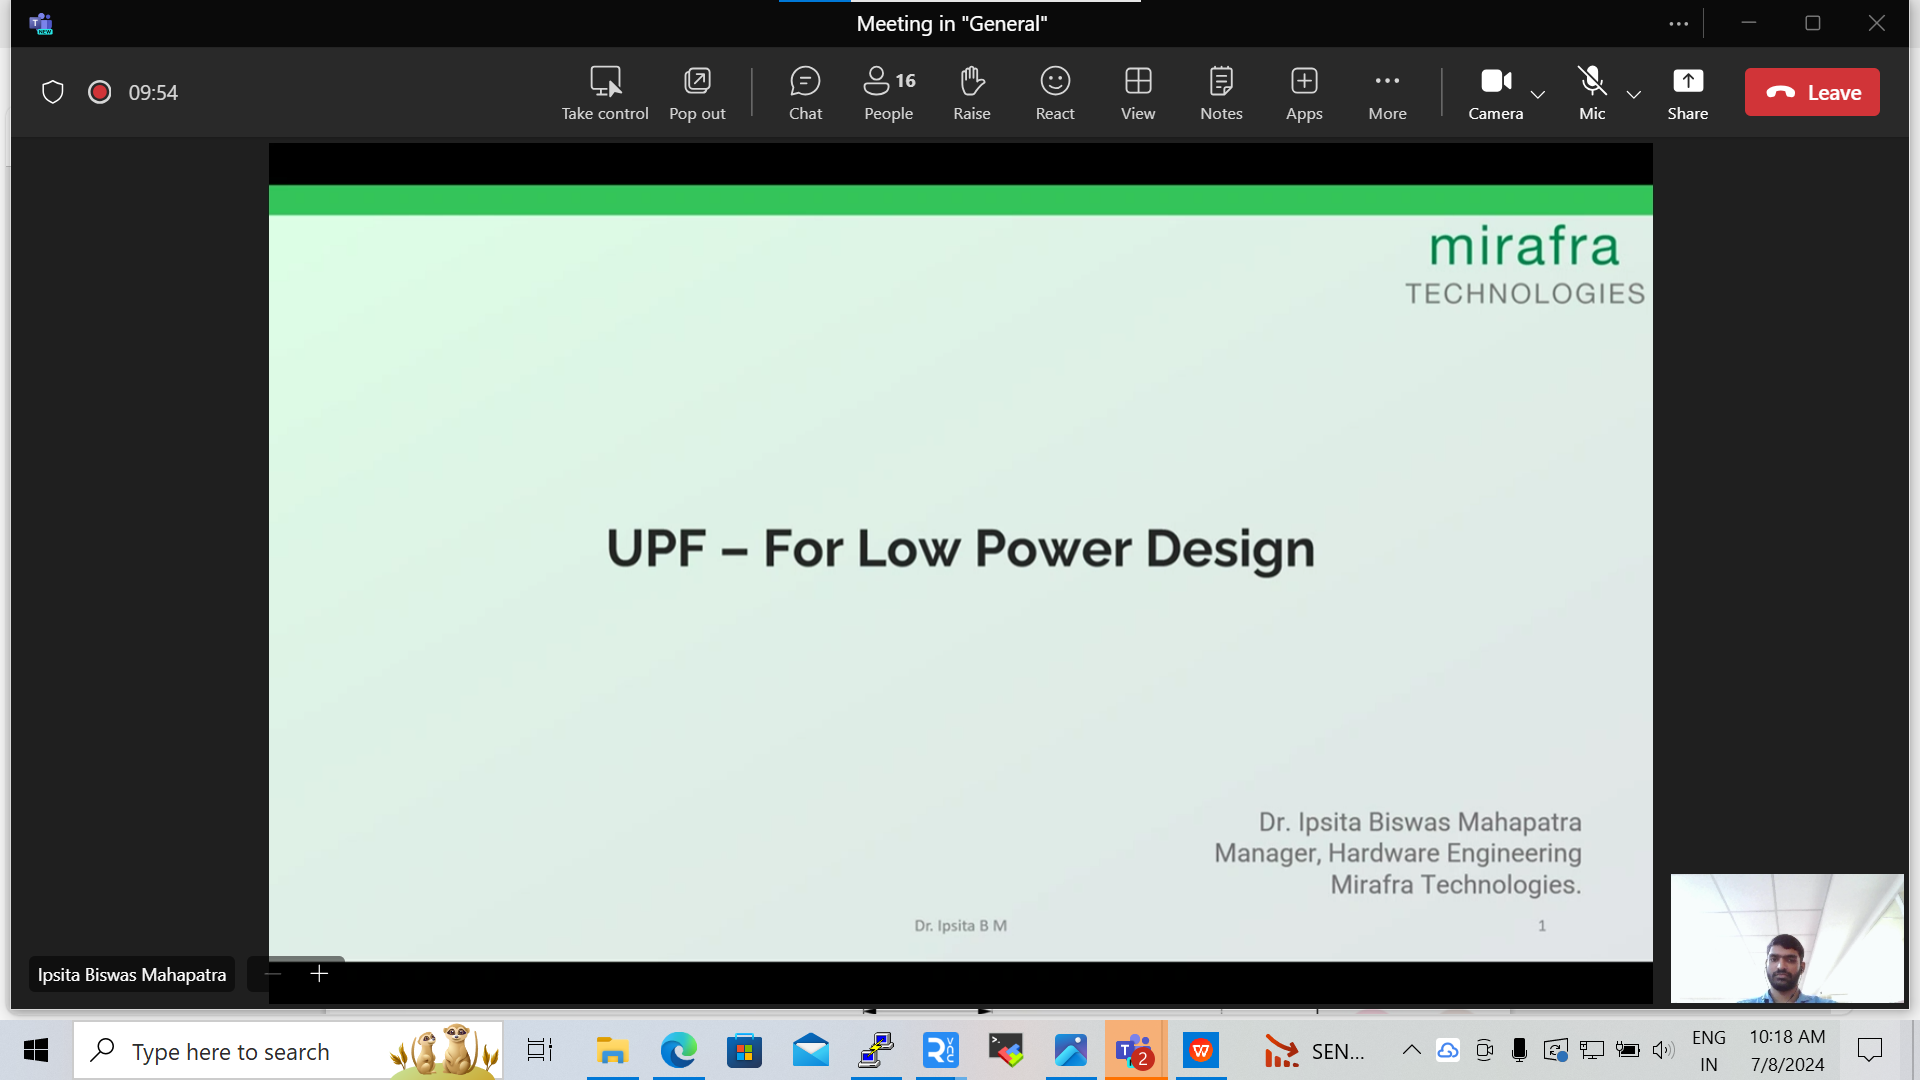 Meeting in "General"
09:54
Take control
Pop out
Chat
16
People
Raise
React
View
Notes
Apps
More
Camera
Mic
Share
Leave
mirafra
TECHNOLOGIES
UPF – For Low Power Design
Dr. Ipsita Biswas Mahapatra
Manager, Hardware Engineering
Mirafra Technologies.
Dr. Ipsita B M
1
Ipsita Biswas Mahapatra
Type here to search
2
SEN...
ENG
IN
10:18 AM
7/8/2024